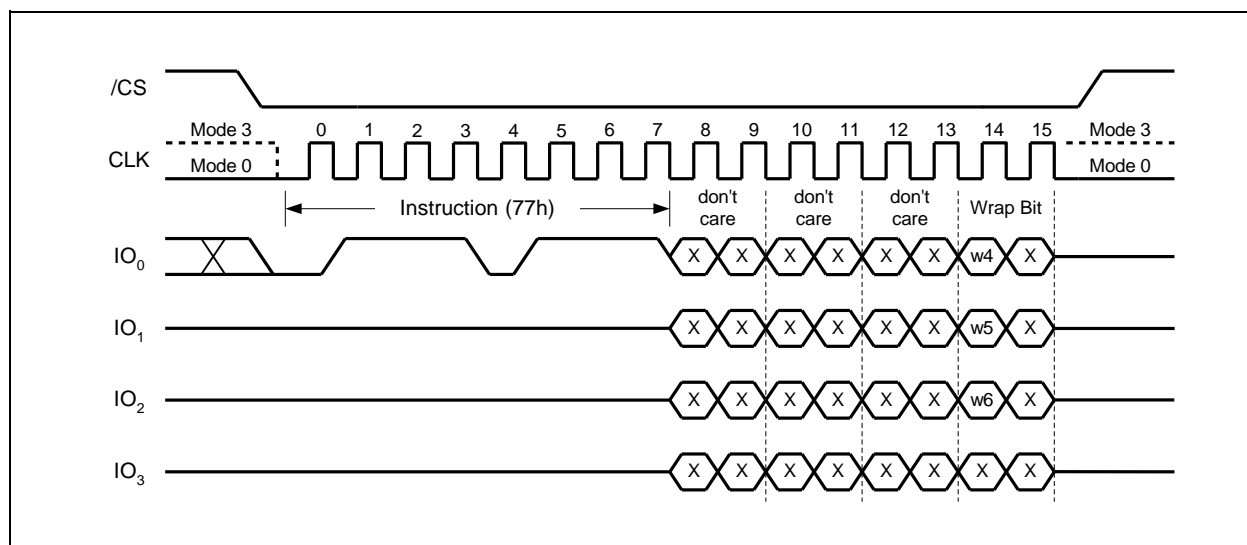 /CS
Mode 3 0 1 2 3 4 5 6 7 8 9 10 11 12 13 14 15 Mode 3
CLK Mode 0 Mode 0
Instruction (77h) don't care don't care don't care Wrap Bit
IO0 X X X X X X w4 X
IO1 X X X X X X w5 X
IO2 X X X X X X w6 X
IO3 X X X X X X X X